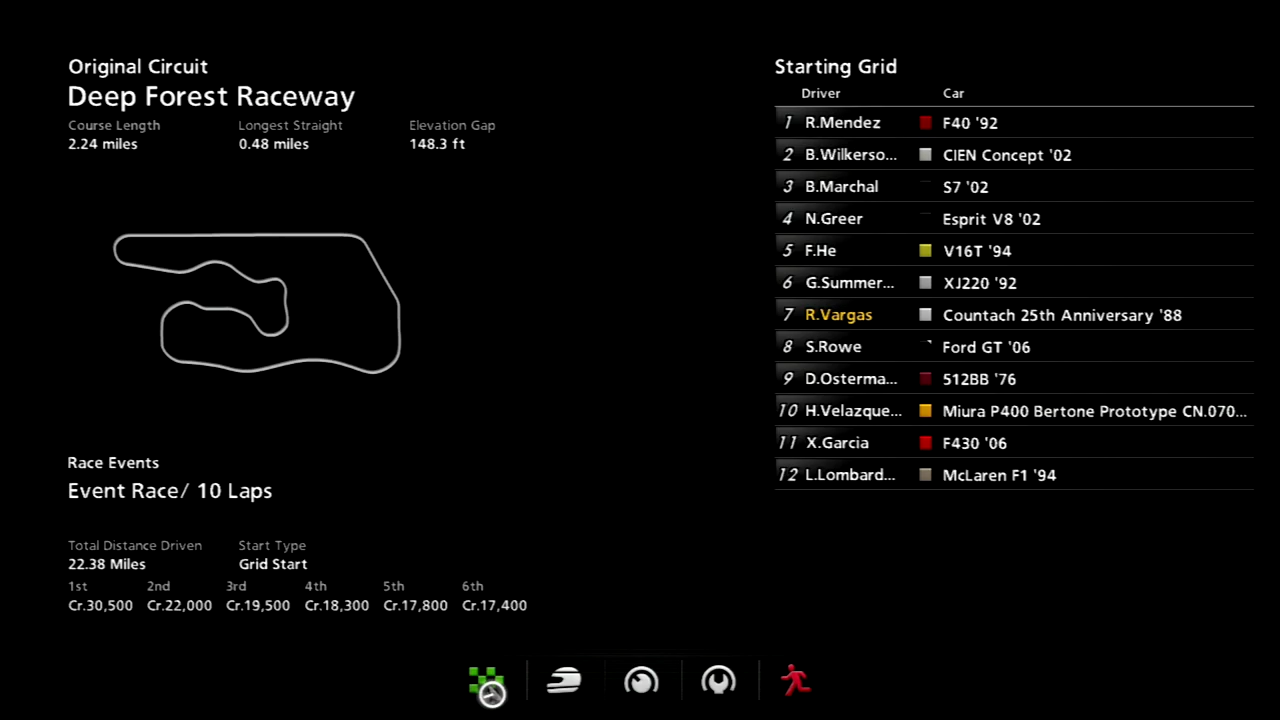 Original Circuit
Deep Forest Raceway
Course Length Longest Straight Elevation Gap
2.24 miles 0.48 miles 148.3 ft
Race Events
Event Race/ 10 Laps
Total Distance Driven Start Type
22.38 Miles Grid Start
1st 2nd 3rd 4th 5th 6th
Cr.30,500 Cr.22,000 Cr.19,500 Cr.18,300 Cr.17,800 Cr.17,400
Starting Grid
Driver Car
1 R.Mendez F40 '92
2 B.Wilkerso... CIEN Concept '02
3 B.Marchal S7 '02
4 N.Greer Esprit V8 '02
5 F.He V16T '94
6 G.Summer... XJ220 '92
7 R.Vargas Countach 25th Anniversary '88
8 S.Rowe Ford GT '06
9 D.Osterma... 512BB '76
10 H.Velazque... Miura P400 Bertone Prototype CN.070...
11 X.Garcia F430 '06
12 L.Lombard... McLaren F1 '94